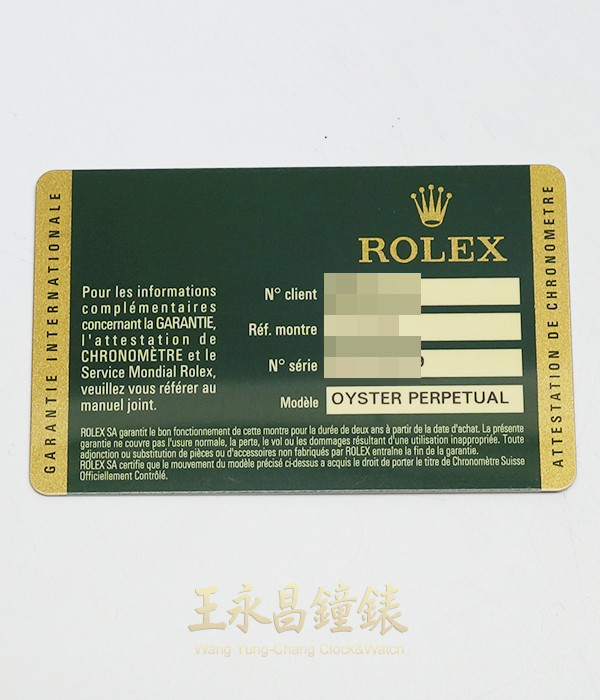 GARANTIE INTERNATIONALE
ROLEX
Pour les informations
complémentaires
concernant la GARANTIE,
l'attestation de
CHRONOMÈTRE et le
Service Mondial Rolex,
veuillez vous référer au
manuel joint.
N° client
Réf. montre
N° série
Modèle OYSTER PERPETUAL
ROLEX SA garantit le bon fonctionnement de cette montre pour la durée de deux ans à partir de la date d'achat. La présente
garantie ne couvre pas l'usure normale, la perte, le vol ou les dommages résultant d'une utilisation inappropriée. Toute
adjonction ou substitution de pièces ou d'accessoires non fabriqués par ROLEX entraîne la fin de la garantie.
ROLEX SA certifie que le mouvement du modèle précisé ci-dessus a acquis le droit de porter le titre de Chronomètre Suisse
Officiellement Contrôlé.
ATTESTATION DE CHRONOMETRE
王永昌鐘錶
Wang Yung-Chang Clock&Watch